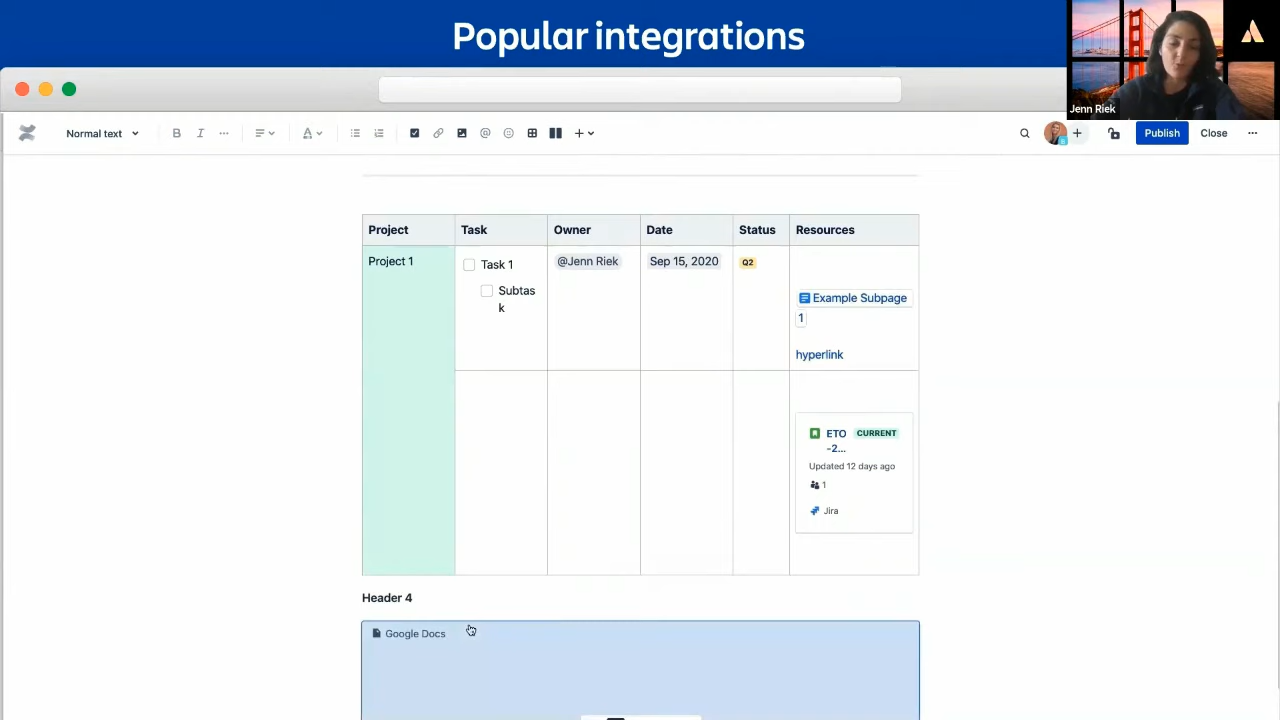 Popular integrations
Jenn Riek
Normal text
B I
A
Publish
Close
Project Task Owner Date Status Resources
Project 1
Task 1
@Jenn Riek
Sep 15, 2020
Q2
Subtas
k
Example Subpage
1
hyperlink
ETO CURRENT
-2...
Updated 12 days ago
1
Jira
Header 4
Google Docs